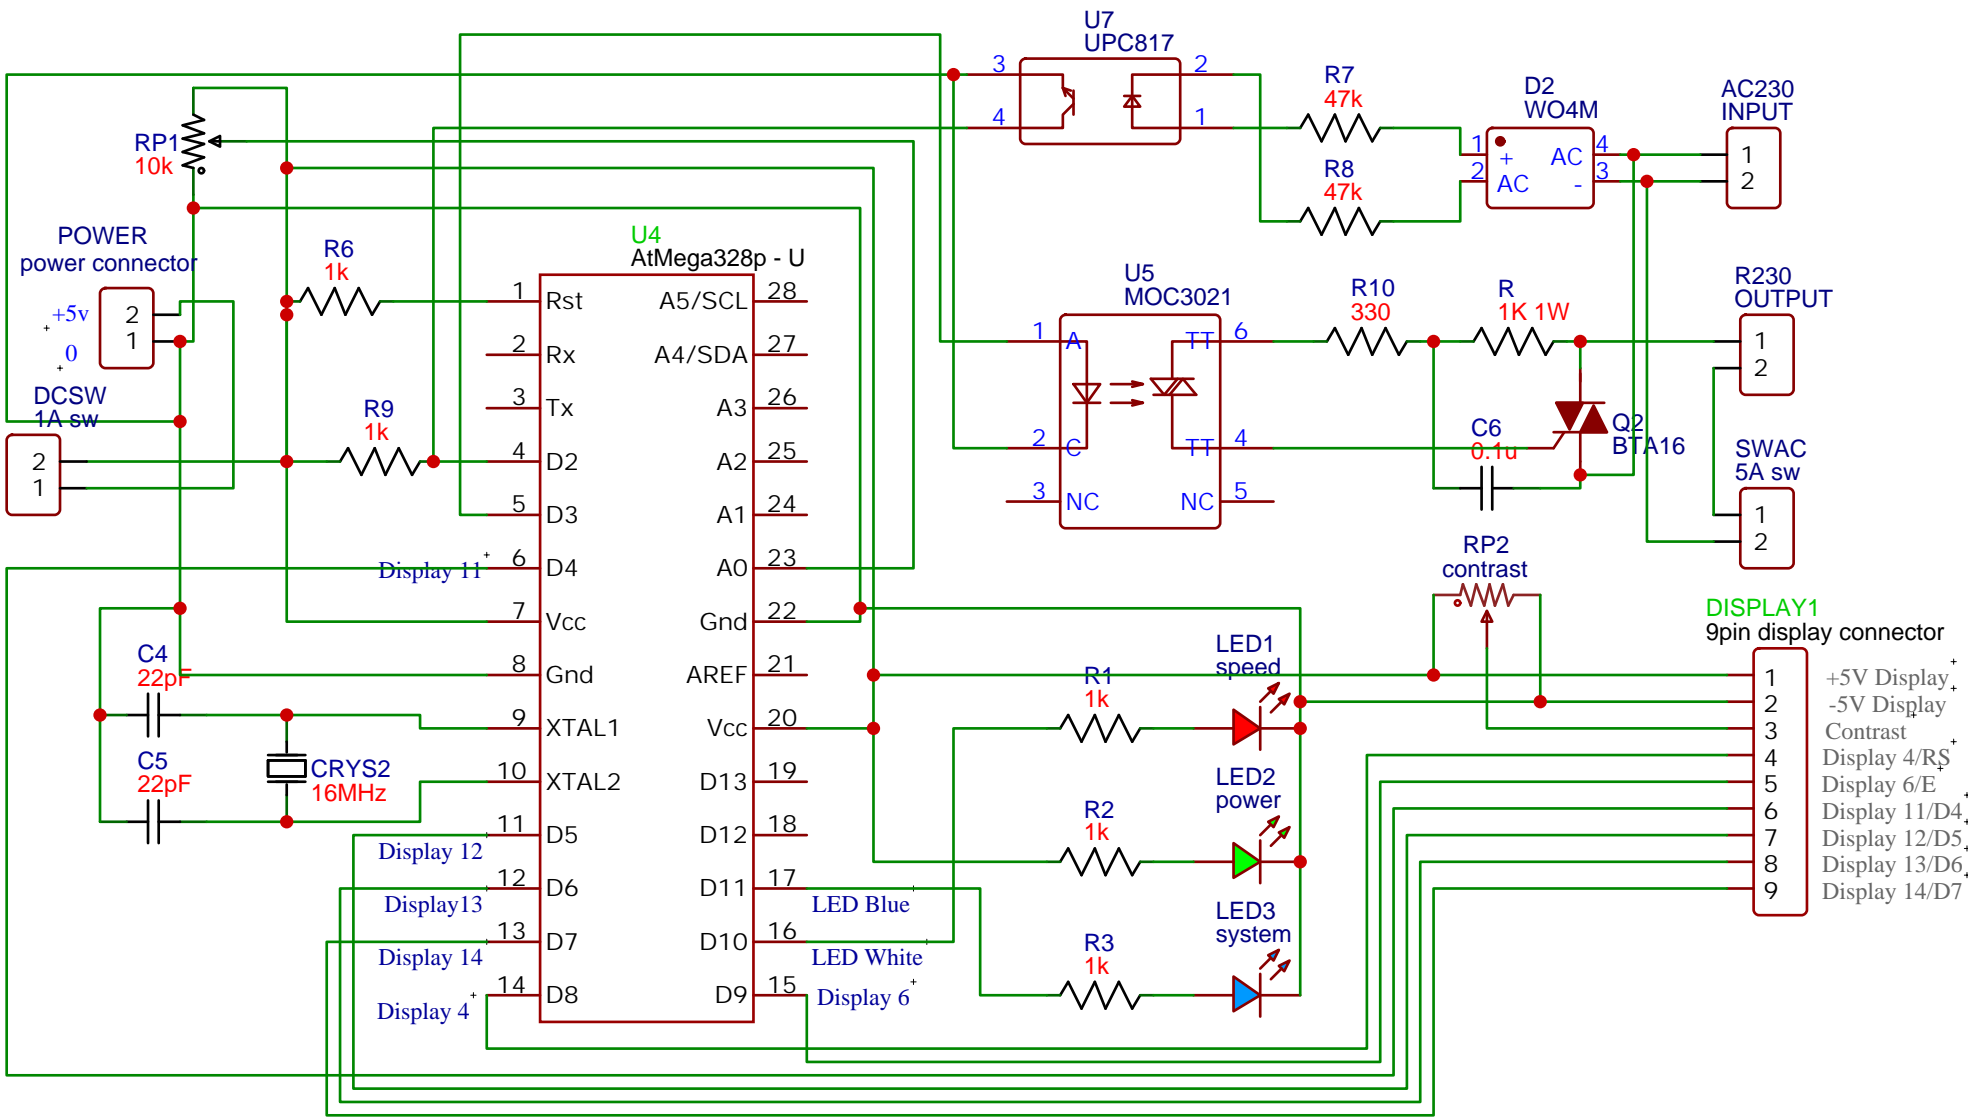 U7
UPC817
3
4
2
1
R7
47k
R8
47k
D2
WO4M
1
+
2
AC
AC
4
-
3
AC230
INPUT
1
2
RP1
10k
POWER
power connector
+5v
0
2
1
DCSW
1A sw
2
1
R6
1k
R9
1k
U4
AtMega328p - U
1 Rst
2 Rx
3 Tx
4 D2
5 D3
6 D4
7 Vcc
8 Gnd
9 XTAL1
10 XTAL2
11 D5
12 D6
13 D7
14 D8
A5/SCL 28
A4/SDA 27
A3 26
A2 25
A1 24
A0 23
Gnd 22
AREF 21
Vcc 20
D13 19
D12 18
D11 17
D10 16
D9 15
Display 11
Display 12
Display13
Display 14
Display 4
LED Blue
LED White
Display 6
C4
22pF
C5
22pF
CRYS2
16MHz
U5
MOC3021
1 A
2 C
3 NC
TT 6
TT 4
NC 5
R10
330
R
1K 1W
C6
0.1u
Q2
BTA16
R230
OUTPUT
1
2
SWAC
5A sw
1
2
RP2
contrast
R1
1k
R2
1k
R3
1k
LED1
speed
LED2
power
LED3
system
DISPLAY1
9pin display connector
1 +5V Display
2 -5V Display
3 Contrast
4 Display 4/RS
5 Display 6/E
6 Display 11/D4
7 Display 12/D5
8 Display 13/D6
9 Display 14/D7